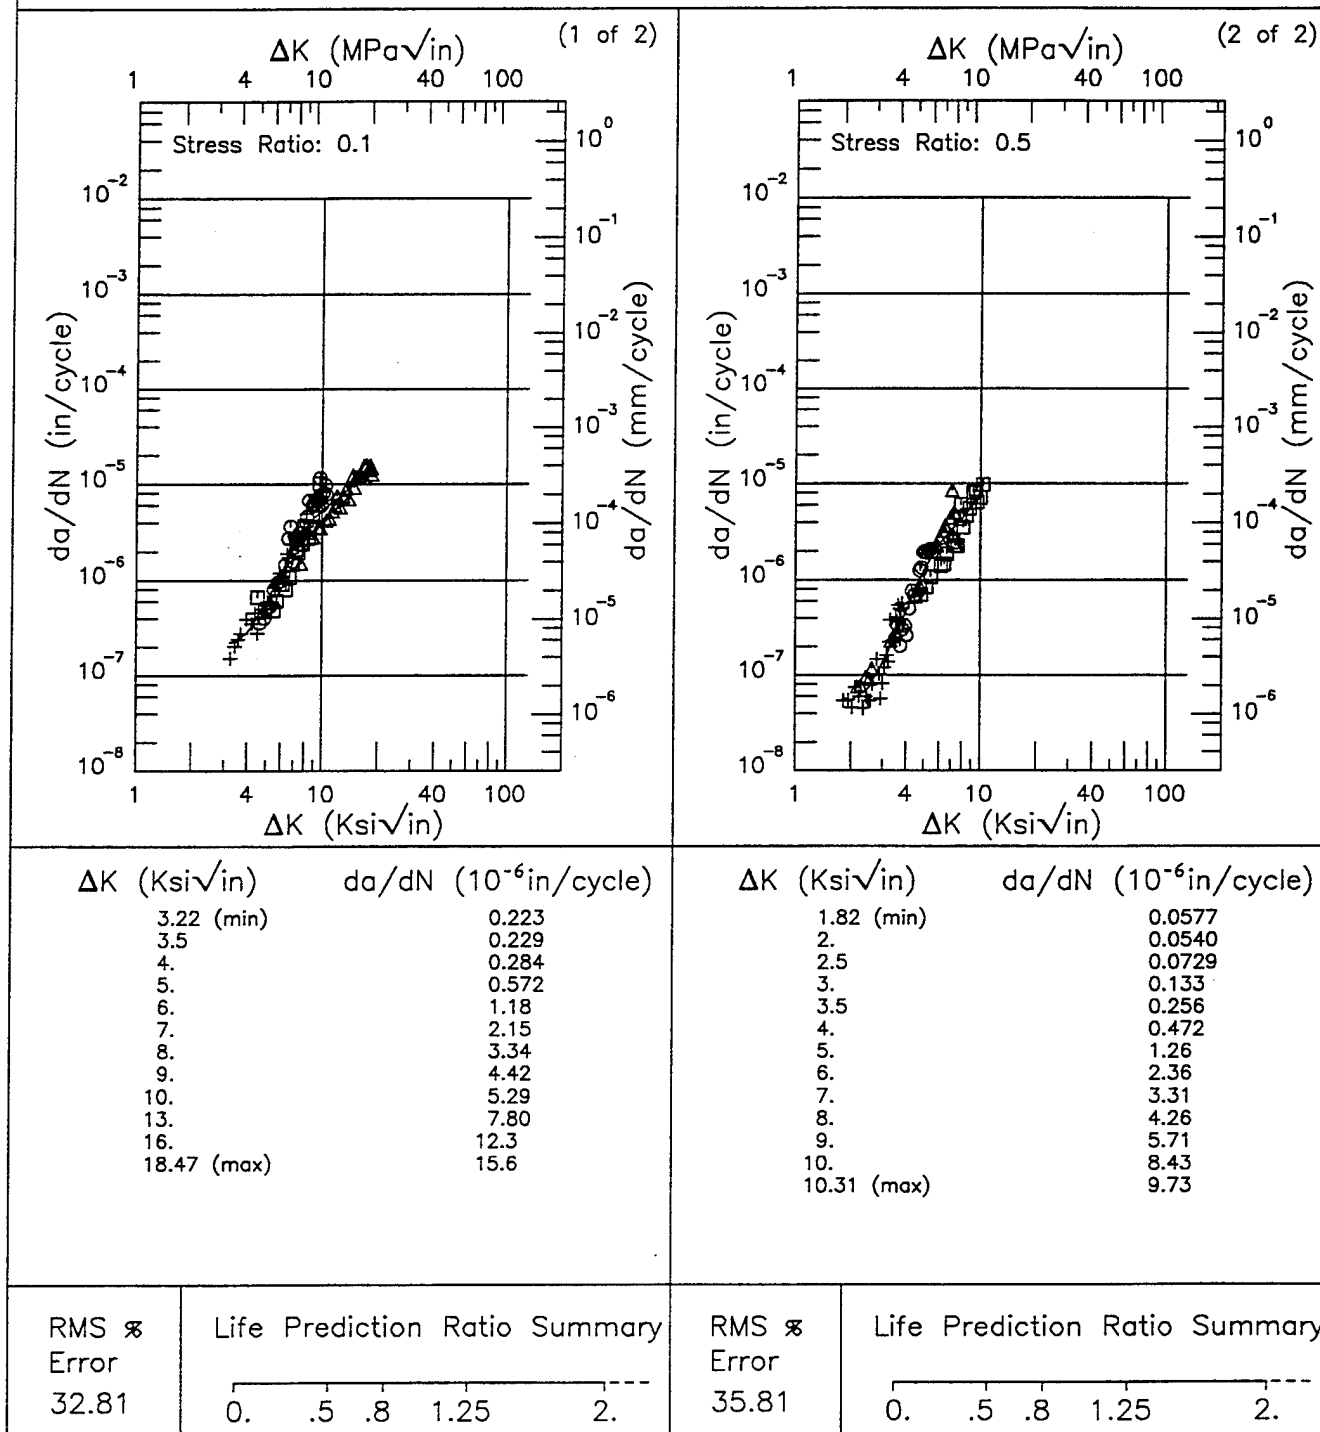 (1 of 2)
ΔK (MPa√in)
1 4 10 40 100
Stress Ratio: 0.1
da/dN (in/cycle)
10⁻²
10⁻³
10⁻⁴
10⁻⁵
10⁻⁶
10⁻⁷
10⁻⁸
da/dN (mm/cycle)
10⁰
10⁻¹
10⁻²
10⁻³
10⁻⁴
10⁻⁵
10⁻⁶
1 4 10 40 100
ΔK (Ksi√in)
ΔK (Ksi√in) da/dN (10⁻⁶in/cycle)
3.22 (min) 0.223
3.5 0.229
4. 0.284
5. 0.572
6. 1.18
7. 2.15
8. 3.34
9. 4.42
10. 5.29
13. 7.80
16. 12.3
18.47 (max) 15.6
RMS % Life Prediction Ratio Summary
Error
32.81
0. .5 .8 1.25 2.
(2 of 2)
ΔK (MPa√in)
1 4 10 40 100
Stress Ratio: 0.5
da/dN (in/cycle)
10⁻²
10⁻³
10⁻⁴
10⁻⁵
10⁻⁶
10⁻⁷
10⁻⁸
da/dN (mm/cycle)
10⁰
10⁻¹
10⁻²
10⁻³
10⁻⁴
10⁻⁵
10⁻⁶
1 4 10 40 100
ΔK (Ksi√in)
ΔK (Ksi√in) da/dN (10⁻⁶in/cycle)
1.82 (min) 0.0577
2. 0.0540
2.5 0.0729
3. 0.133
3.5 0.256
4. 0.472
5. 1.26
6. 2.36
7. 3.31
8. 4.26
9. 5.71
10. 8.43
10.31 (max) 9.73
RMS % Life Prediction Ratio Summary
Error
35.81
0. .5 .8 1.25 2.